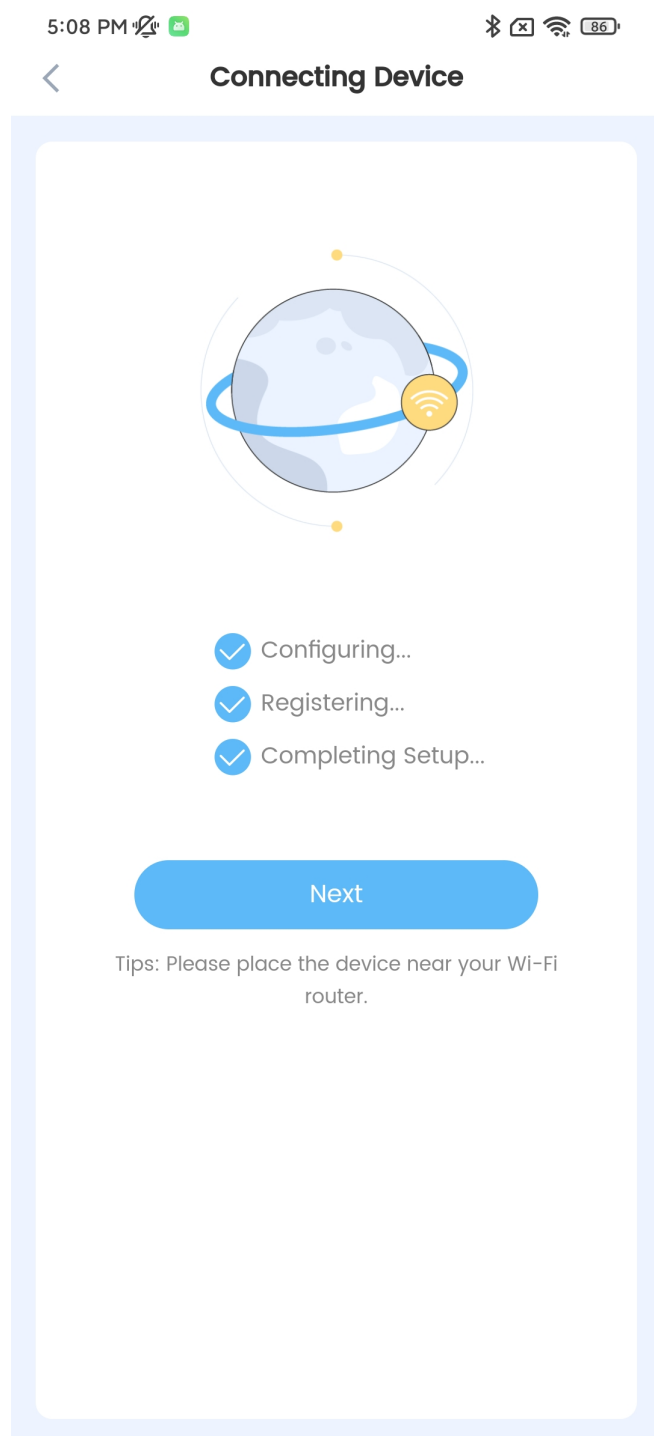 5:08 PM
86
Connecting Device
Configuring...
Registering...
Completing Setup...
Next
Tips: Please place the device near your Wi-Fi
router.